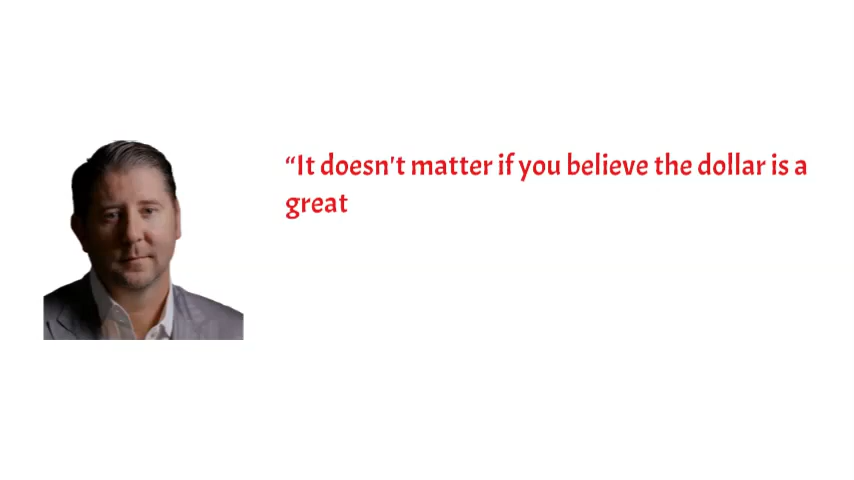 “It doesn't matter if you believe the dollar is a
great